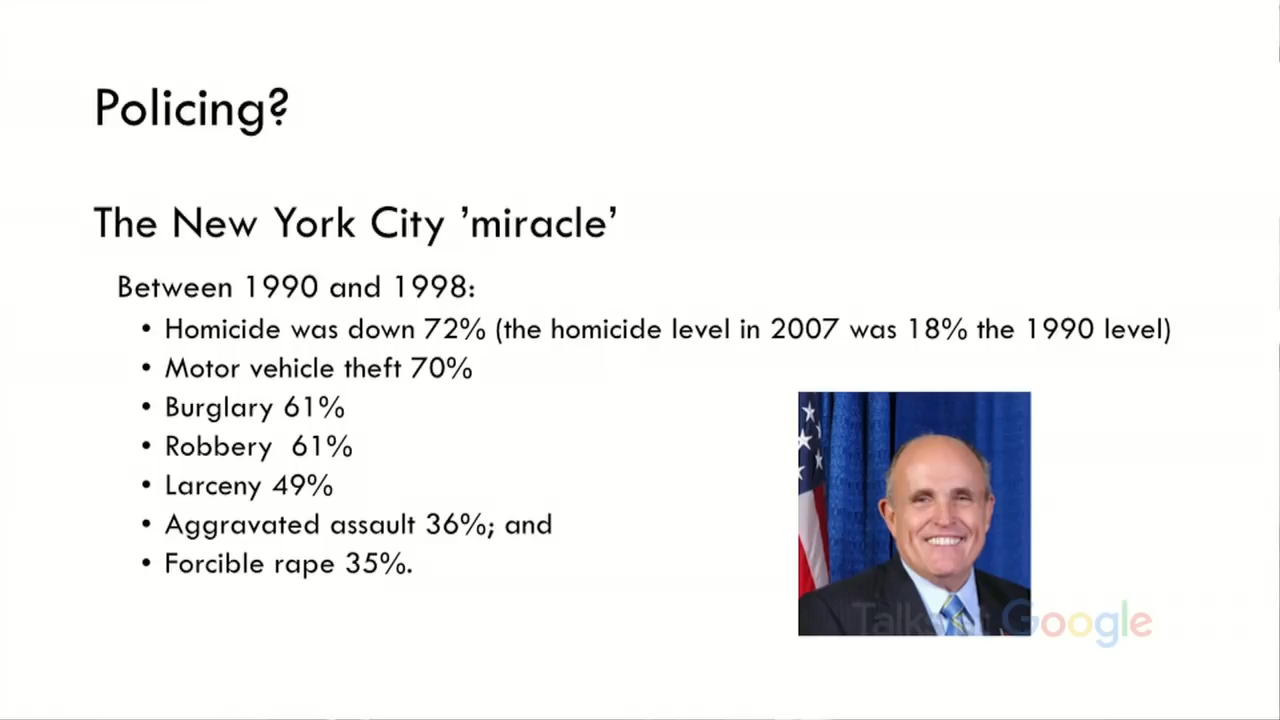 Policing?
The New York City ’miracle’
Between 1990 and 1998:
• Homicide was down 72% (the homicide level in 2007 was 18% the 1990 level)
• Motor vehicle theft 70%
• Burglary 61%
• Robbery 61%
• Larceny 49%
• Aggravated assault 36%; and
• Forcible rape 35%.
Talks at Google